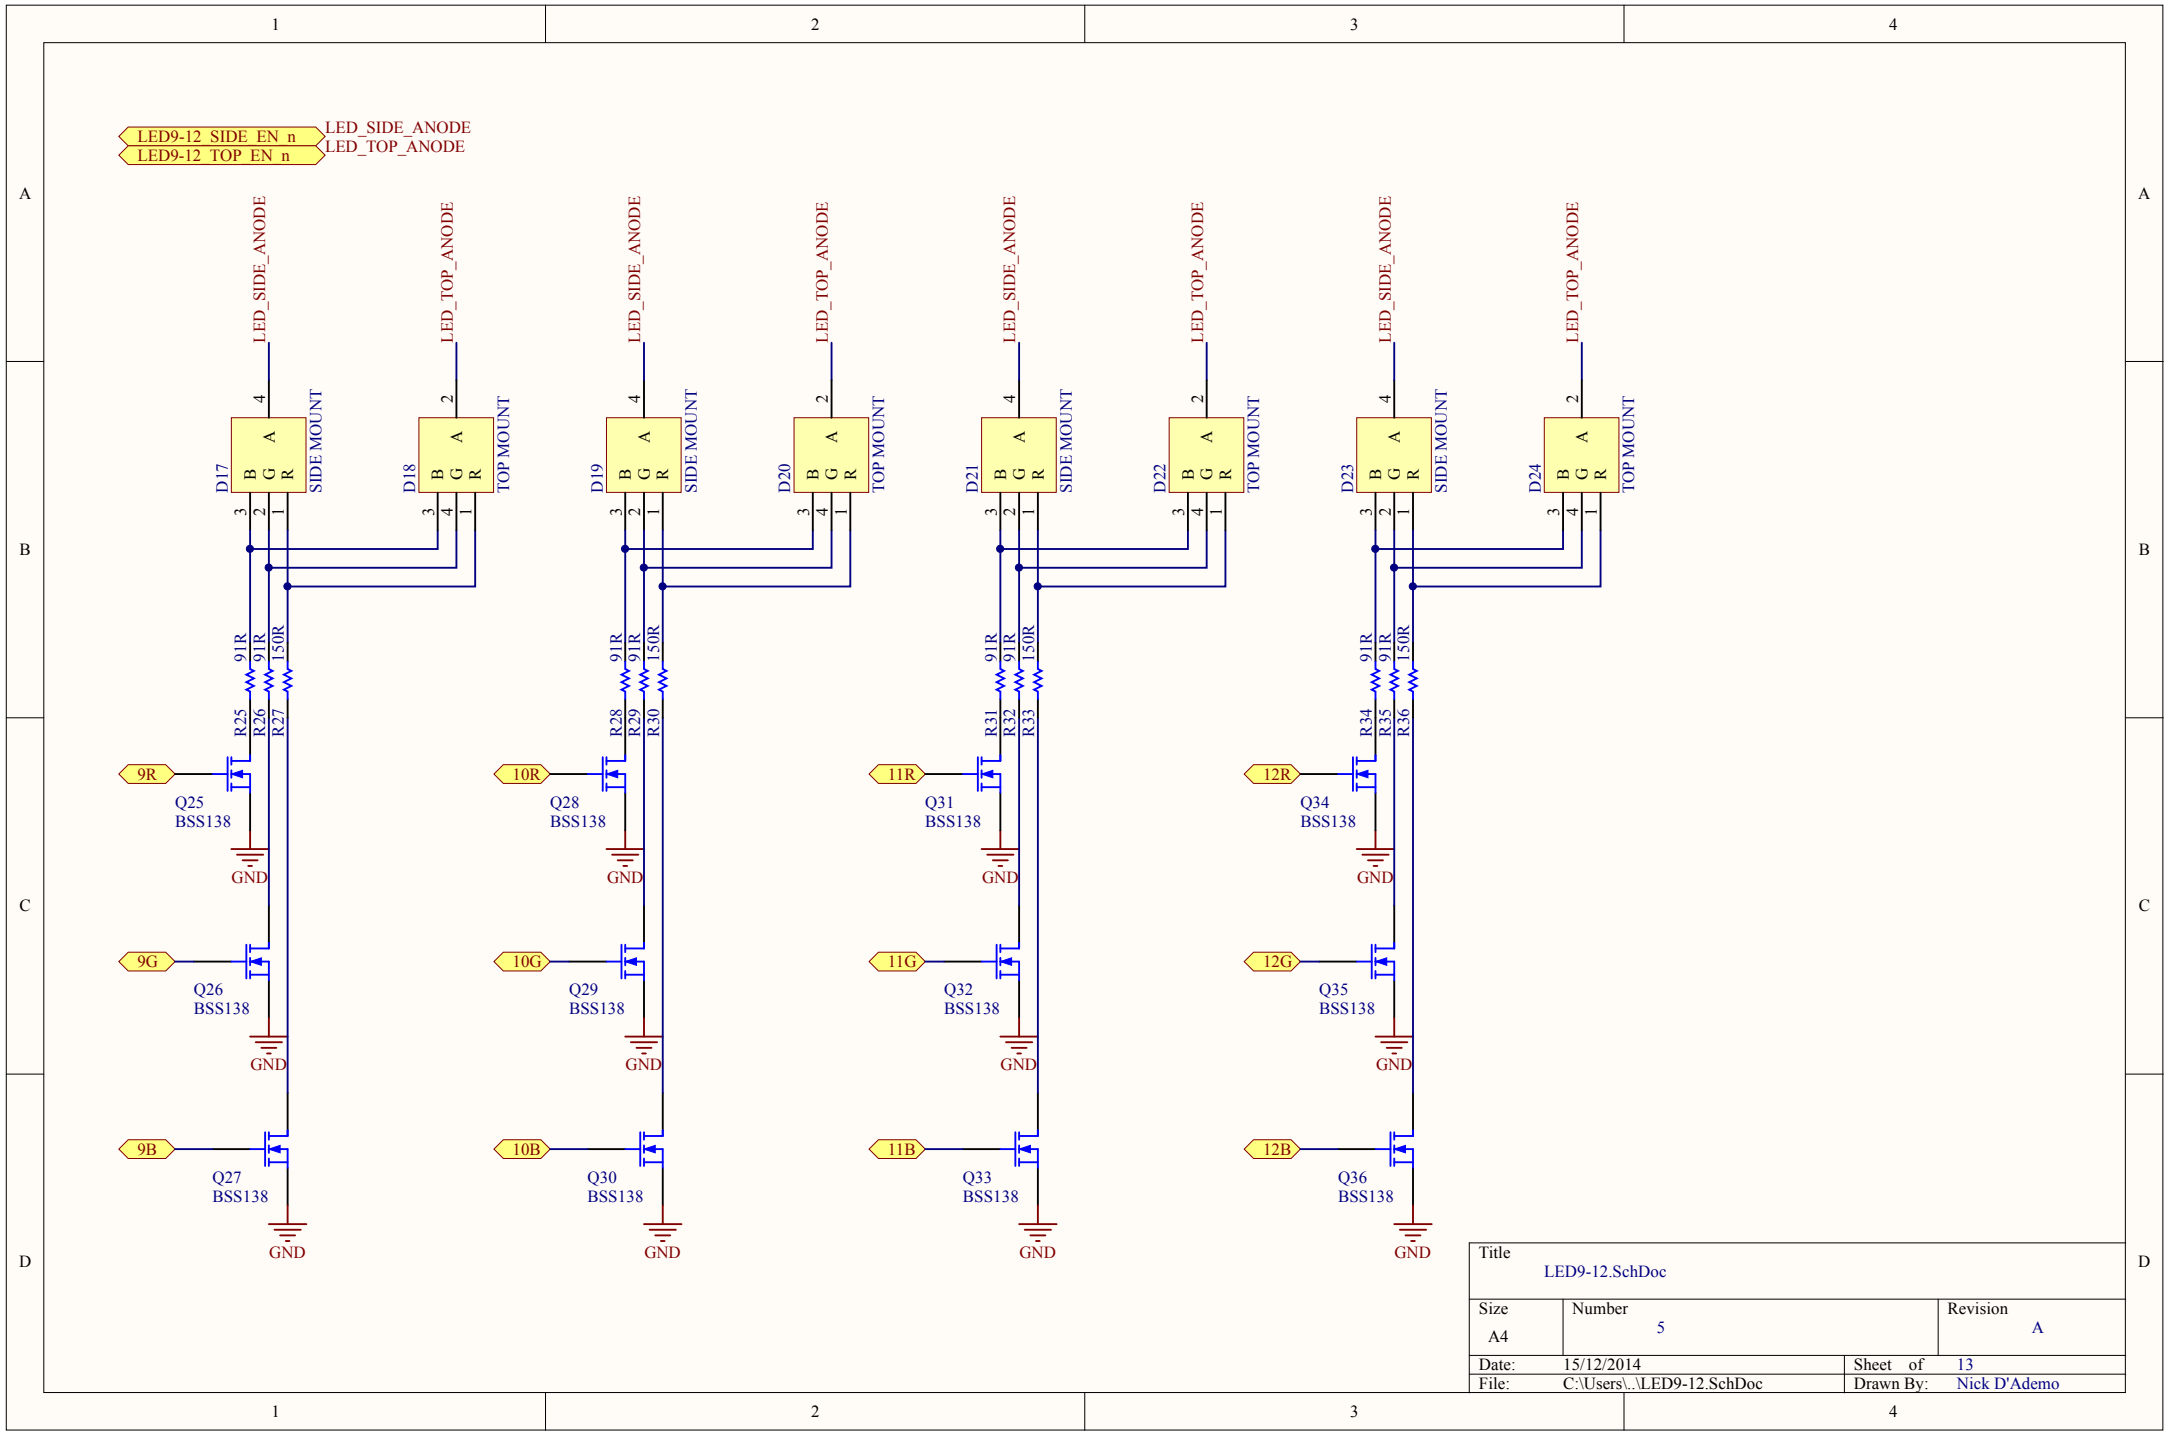 1 2 3 4
LED9-12_SIDE_EN_n LED_SIDE_ANODE
LED9-12_TOP_EN_n LED_TOP_ANODE
A A
LED_SIDE_ANODE LED_TOP_ANODE LED_SIDE_ANODE LED_TOP_ANODE LED_SIDE_ANODE LED_TOP_ANODE LED_SIDE_ANODE LED_TOP_ANODE
4 2 4 2 4 2 4 2
A A A A A A A A
D17 B G R SIDE MOUNT
D18 B G R TOP MOUNT
D19 B G R SIDE MOUNT
D20 B G R TOP MOUNT
D21 B G R SIDE MOUNT
D22 B G R TOP MOUNT
D23 B G R SIDE MOUNT
D24 B G R TOP MOUNT
3 2 1 3 4 1 3 2 1 3 4 1 3 2 1 3 4 1 3 2 1 3 4 1
B B
91R 91R 150R 91R 91R 150R 91R 91R 150R 91R 91R 150R
R25 R26 R27 R28 R29 R30 R31 R32 R33 R34 R35 R36
9R 10R 11R 12R
Q25 Q28 Q31 Q34
BSS138 BSS138 BSS138 BSS138
GND GND GND GND
C C
9G 10G 11G 12G
Q26 Q29 Q32 Q35
BSS138 BSS138 BSS138 BSS138
GND GND GND GND
9B 10B 11B 12B
Q27 Q30 Q33 Q36
BSS138 BSS138 BSS138 BSS138
GND GND GND GND
D D
Title
LED9-12.SchDoc
Size Number Revision
A4 5 A
Date: 15/12/2014 Sheet of 13
File: C:\Users\..\LED9-12.SchDoc Drawn By: Nick D'Ademo
1 2 3 4